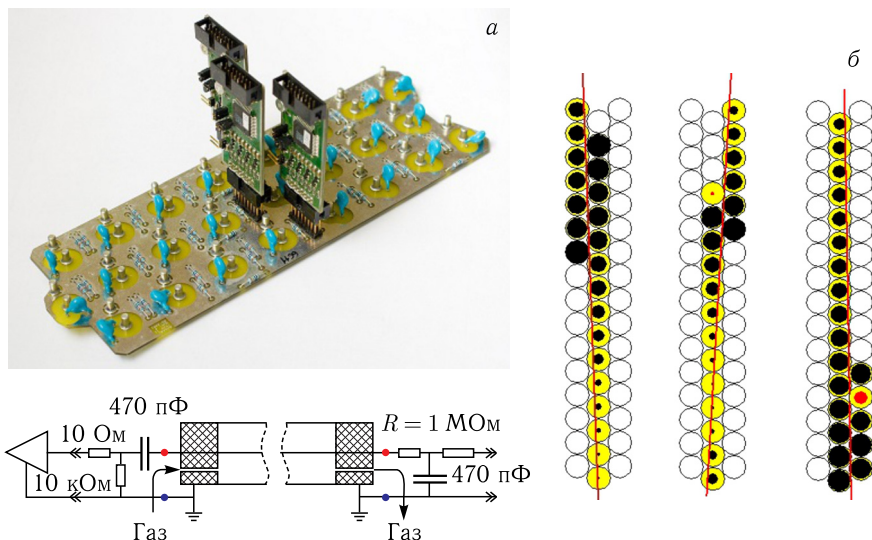 а
б
470 пФ
10 Ом
R = 1 МОм
10 кОм
470 пФ
Газ
Газ